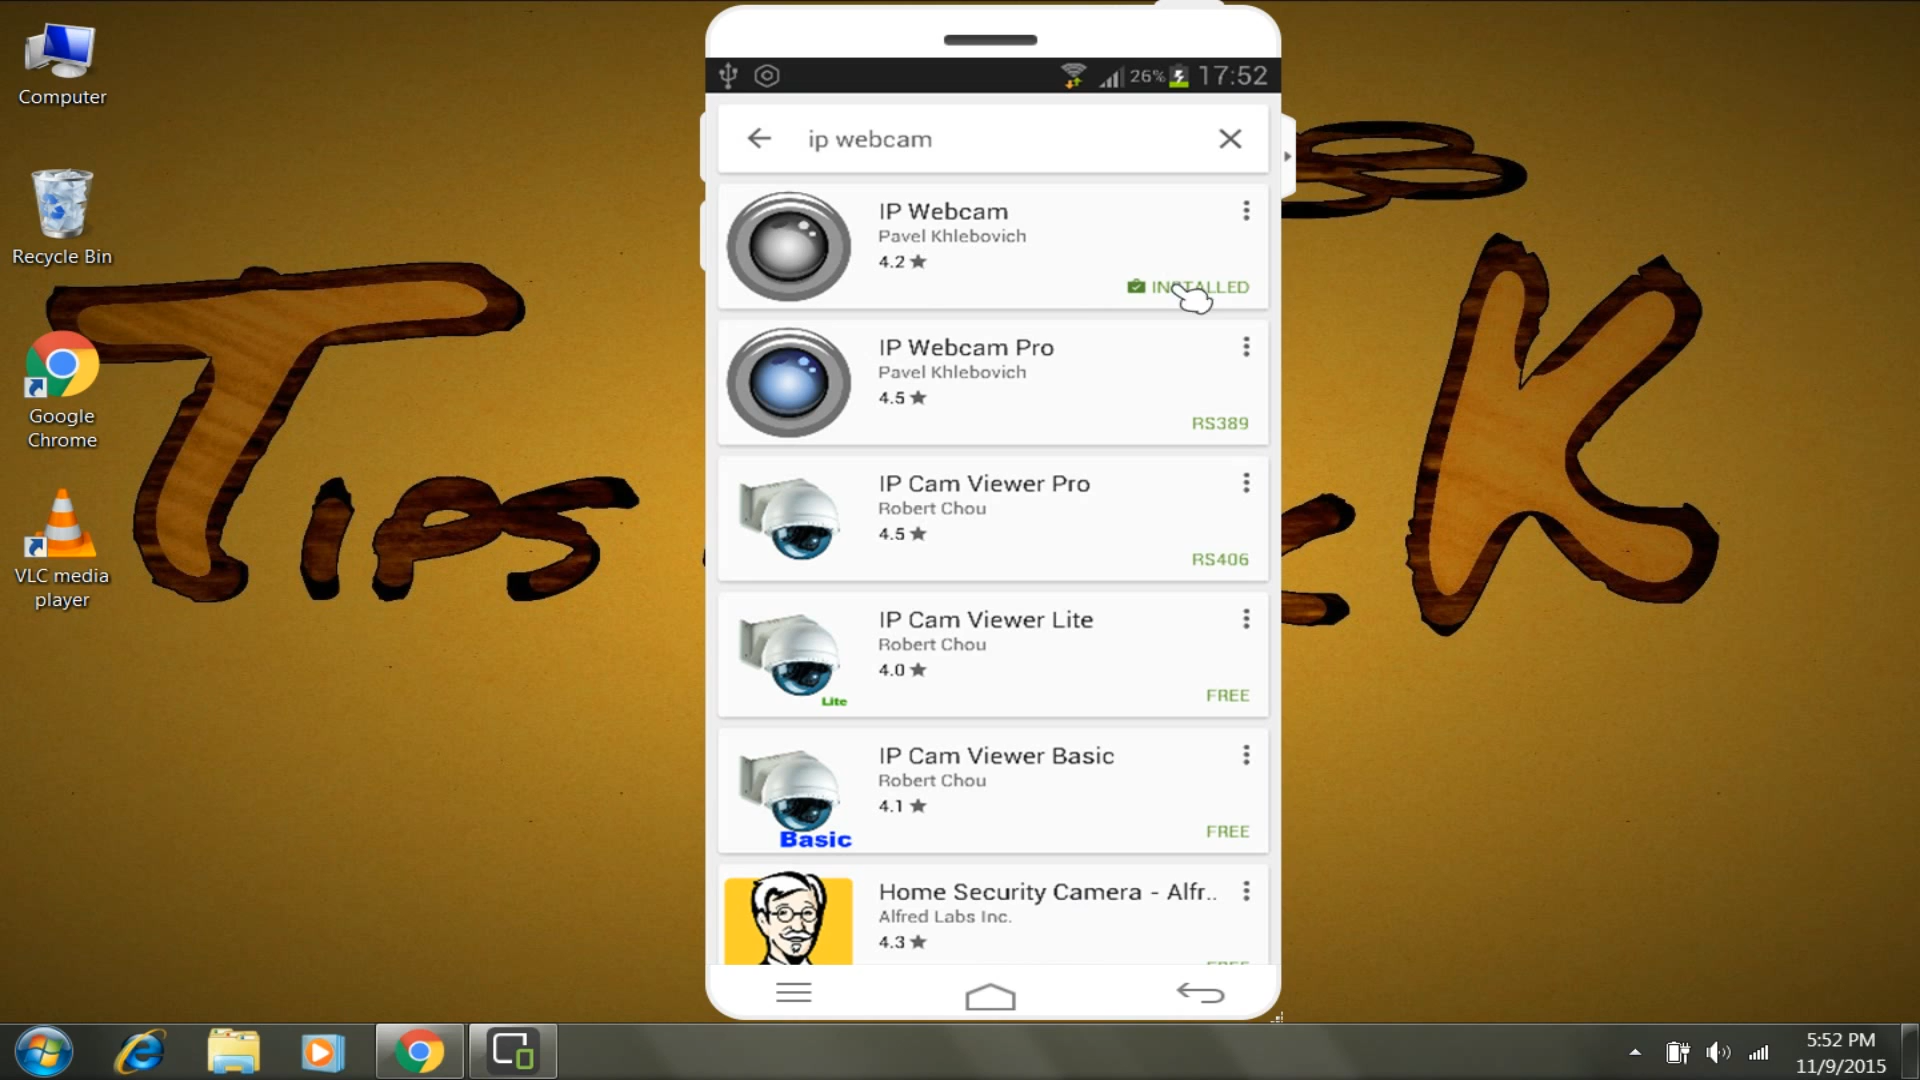 Computer
Recycle Bin
Google
Chrome
VLC media
player
TIPS
K
26%
17:52
ip webcam
IP Webcam
Pavel Khlebovich
4.2
INSTALLED
IP Webcam Pro
Pavel Khlebovich
4.5
RS389
IP Cam Viewer Pro
Robert Chou
4.5
RS406
IP Cam Viewer Lite
Robert Chou
4.0
Lite
FREE
IP Cam Viewer Basic
Robert Chou
4.1
Basic
FREE
Home Security Camera - Alfr..
Alfred Labs Inc.
4.3
FREE
5:52 PM
11/9/2015